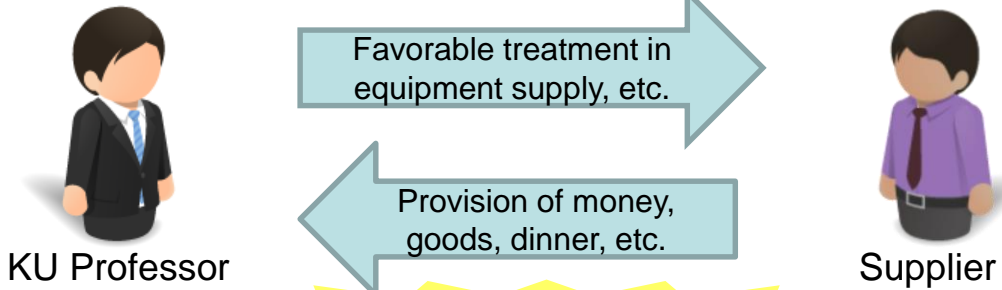 Favorable treatment in
equipment supply, etc.
Provision of money,
goods, dinner, etc.
KU Professor
Supplier